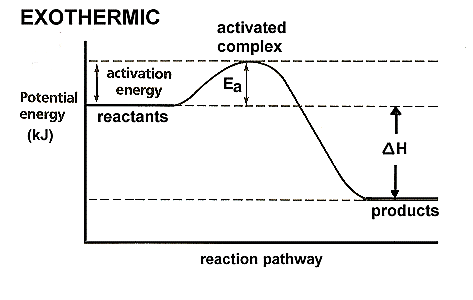 EXOTHERMIC
activated
complex
activation
energy
Ea
Potential
energy
(kJ)
reactants
ΔH
products
reaction pathway